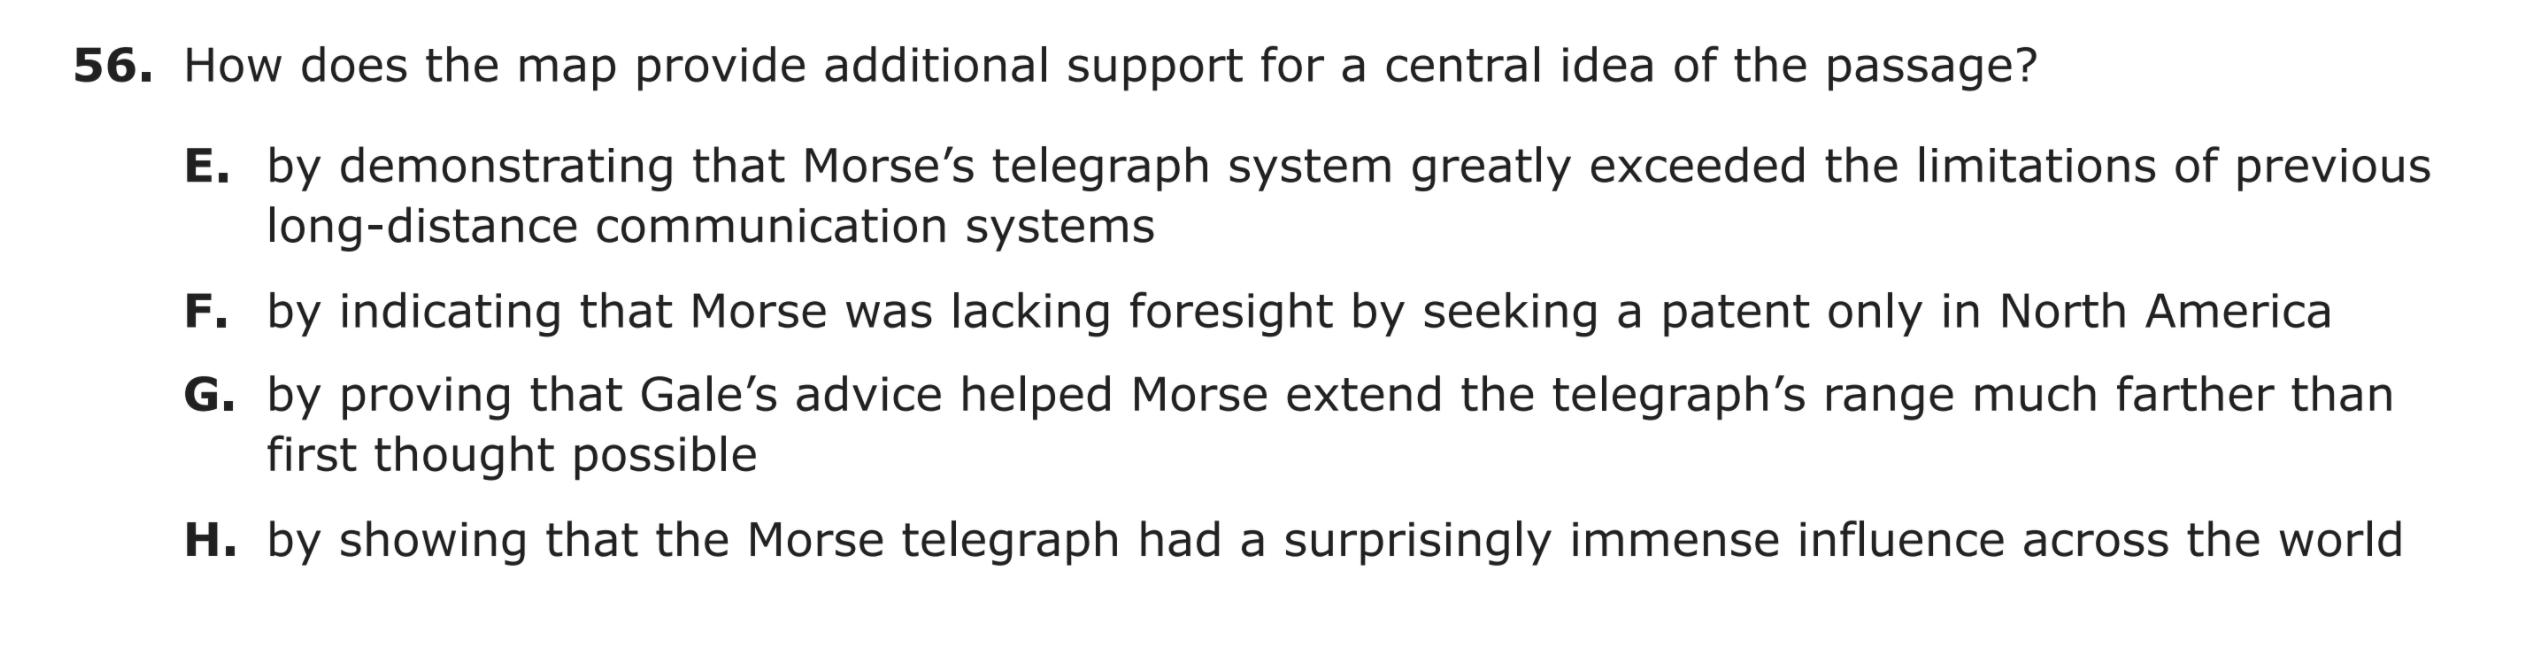 56. How does the map provide additional support for a central idea of the passage?
E. by demonstrating that Morse’s telegraph system greatly exceeded the limitations of previous
long-distance communication systems
F. by indicating that Morse was lacking foresight by seeking a patent only in North America
G. by proving that Gale’s advice helped Morse extend the telegraph’s range much farther than
first thought possible
H. by showing that the Morse telegraph had a surprisingly immense influence across the world